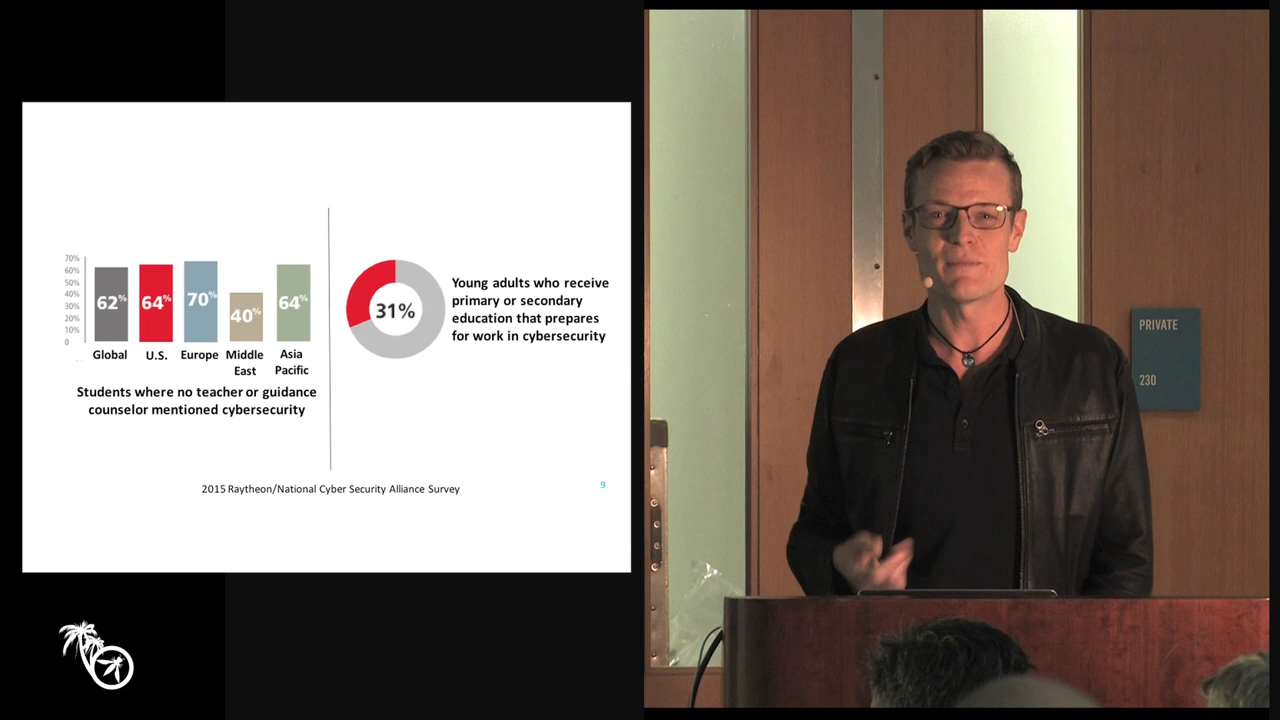 70%
60%
50%
40%
30%
20%
10%
0
62%
64%
70%
40%
64%
Global
U.S.
Europe
Middle
East
Asia
Pacific
Students where no teacher or guidance
counselor mentioned cybersecurity
31%
Young adults who receive
primary or secondary
education that prepares
for work in cybersecurity
2015 Raytheon/National Cyber Security Alliance Survey
9
PRIVATE
230